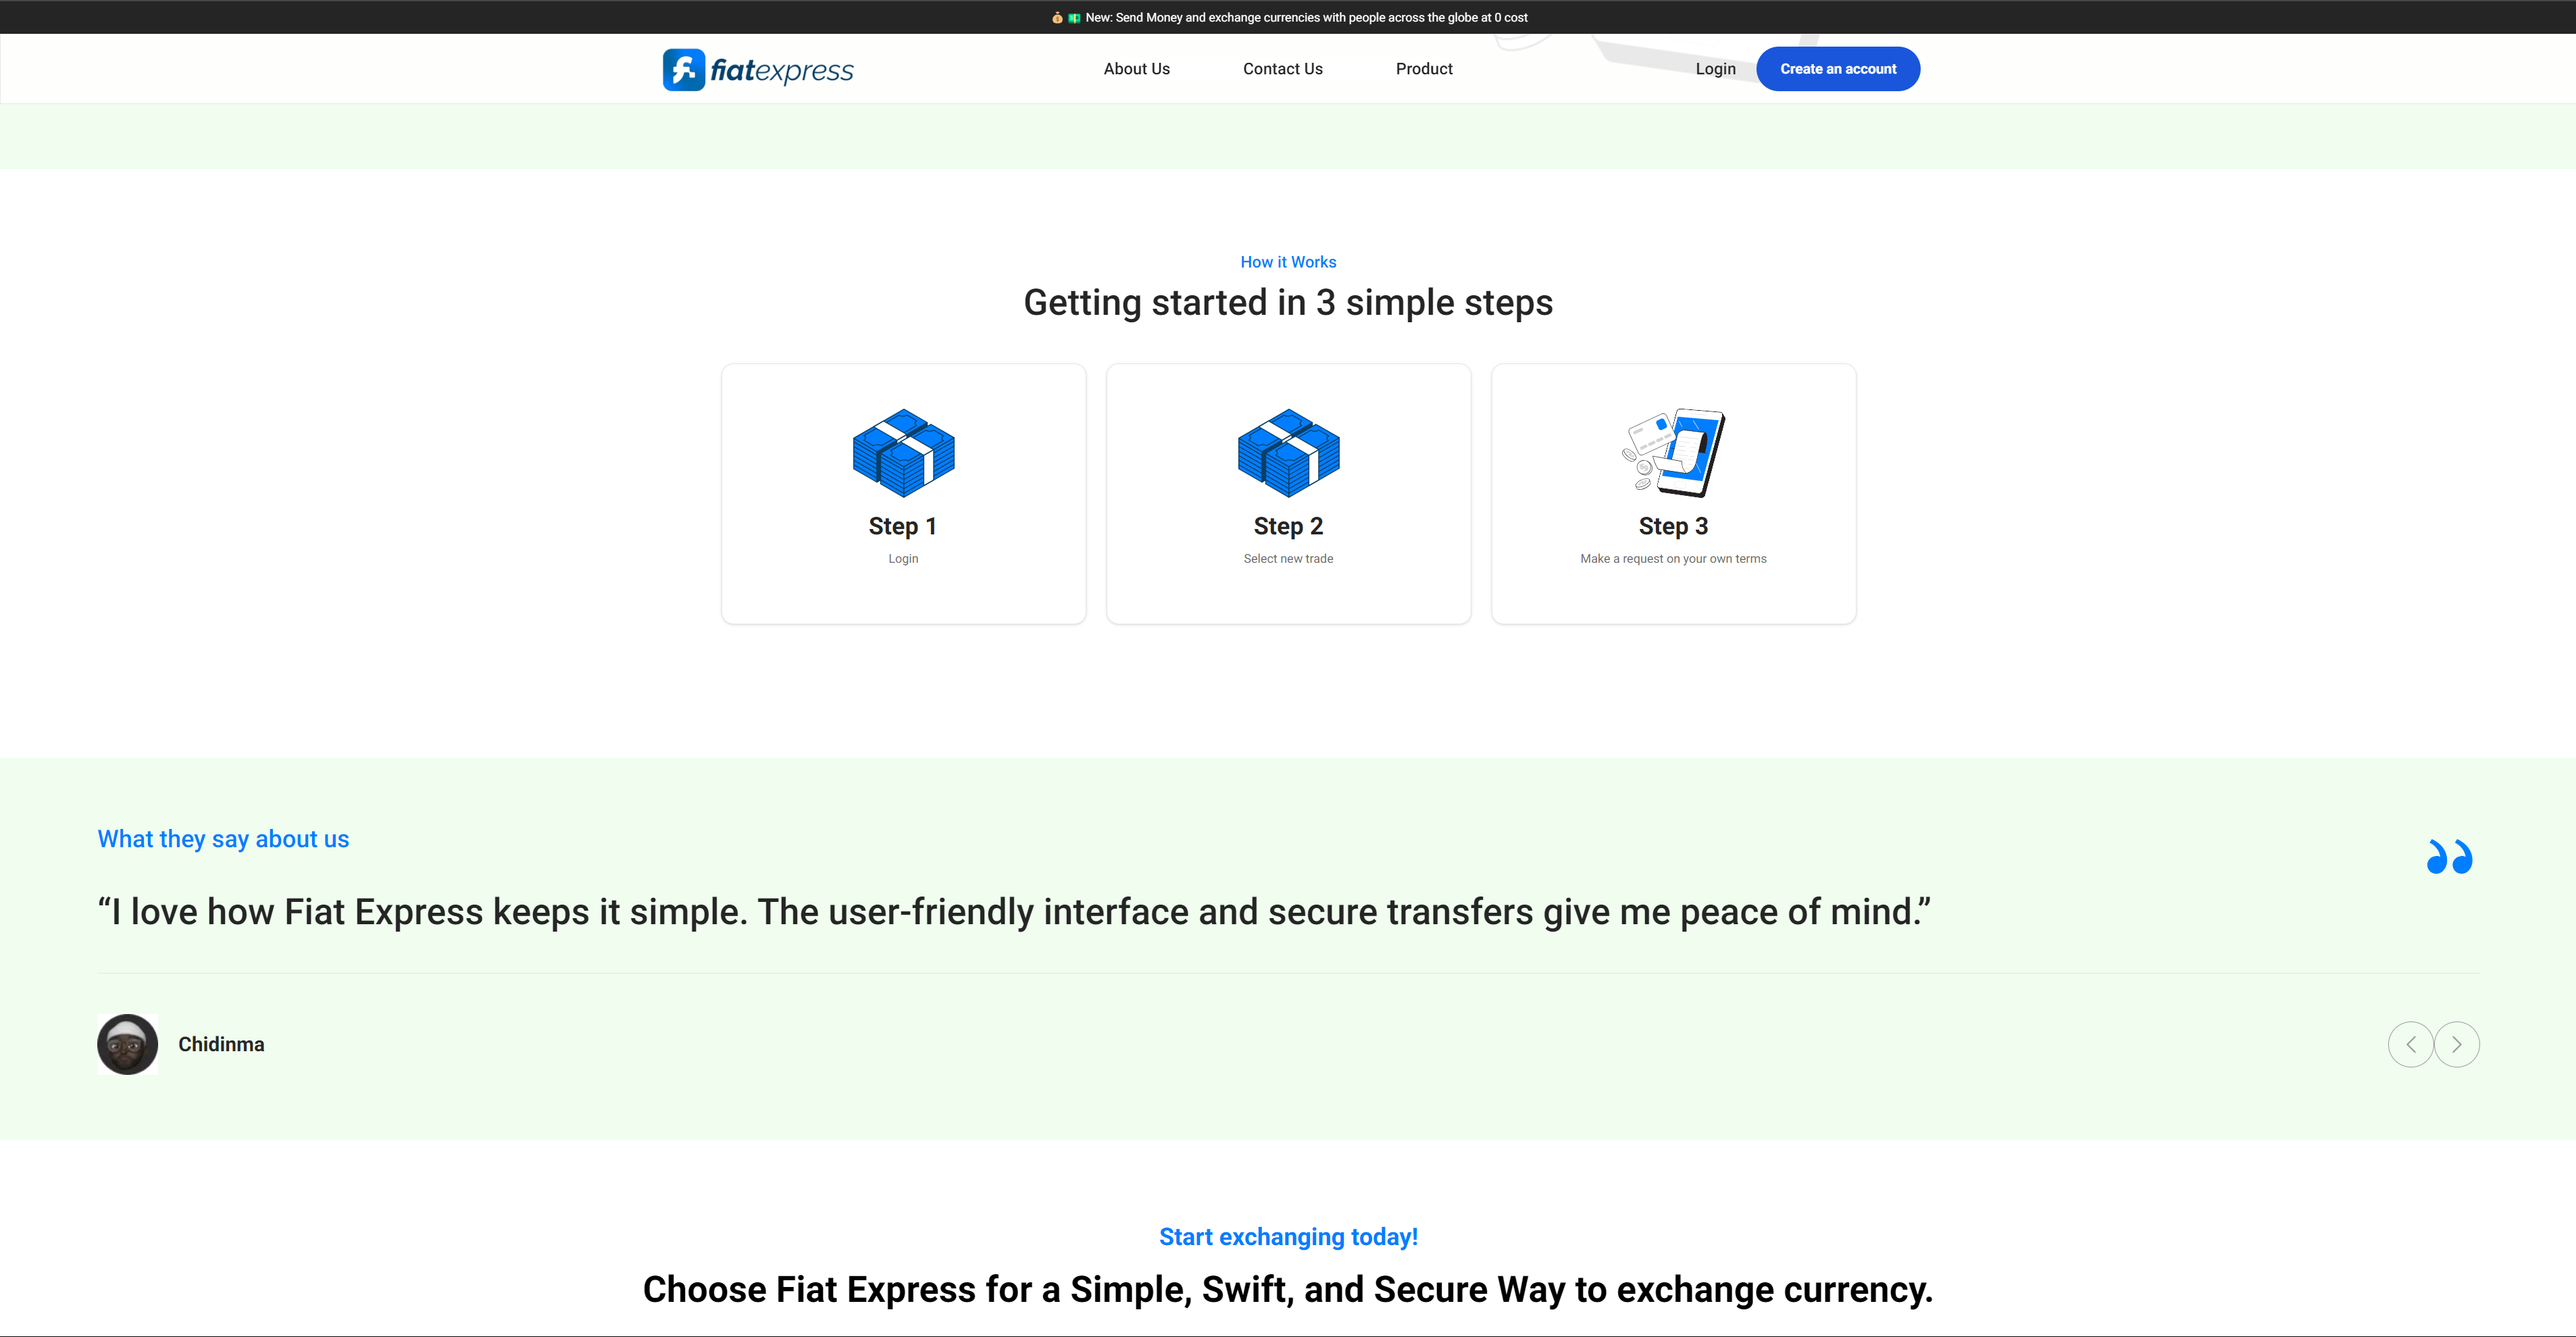 💰 💵 New: Send Money and exchange currencies with people across the globe at 0 cost
fiatexpress
About Us
Contact Us
Product
Login
Create an account
How it Works
Getting started in 3 simple steps
Step 1
Login
Step 2
Select new trade
Step 3
Make a request on your own terms
What they say about us
“I love how Fiat Express keeps it simple. The user-friendly interface and secure transfers give me peace of mind.”
Chidinma
Start exchanging today!
Choose Fiat Express for a Simple, Swift, and Secure Way to exchange currency.